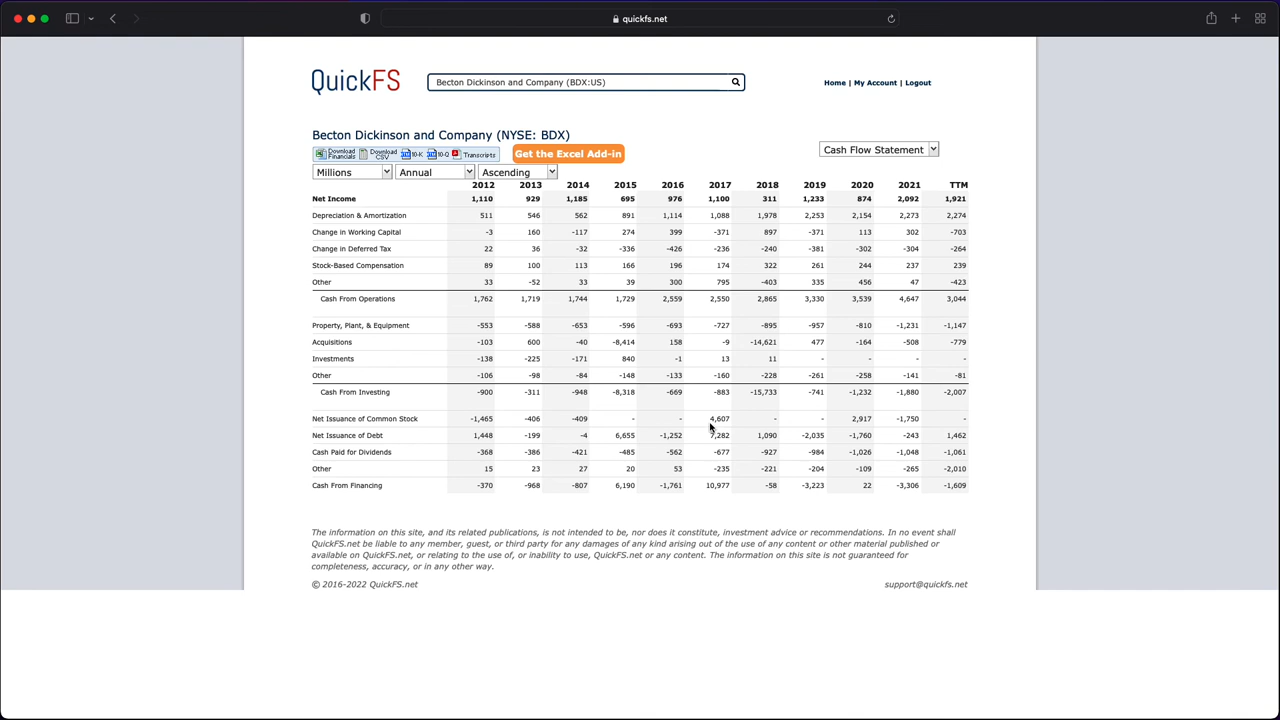 quickfs.net
QuickFS
Becton Dickinson and Company (BDX:US)
Home | My Account | Logout
Becton Dickinson and Company (NYSE: BDX)
Download Financials Download CSV 10-K 10-Q Transcripts Get the Excel Add-in
Cash Flow Statement
Millions Annual Ascending
2012 2013 2014 2015 2016 2017 2018 2019 2020 2021 TTM
Net Income 1,110 929 1,185 695 976 1,100 311 1,233 874 2,092 1,921
Depreciation & Amortization 511 546 562 891 1,114 1,088 1,978 2,253 2,154 2,273 2,274
Change in Working Capital -3 160 -117 274 399 -371 897 -371 113 302 -703
Change in Deferred Tax 22 36 -32 -336 -426 -236 -240 -381 -302 -304 -264
Stock-Based Compensation 89 100 113 166 196 174 322 261 244 237 239
Other 33 -52 33 39 300 795 -403 335 456 47 -423
Cash From Operations 1,762 1,719 1,744 1,729 2,559 2,550 2,865 3,330 3,539 4,647 3,044
Property, Plant, & Equipment -553 -588 -653 -596 -693 -727 -895 -957 -810 -1,231 -1,147
Acquisitions -103 600 -40 -8,414 158 -9 -14,621 477 -164 -508 -779
Investments -138 -225 -171 840 -1 13 11 - - - -
Other -106 -98 -84 -148 -133 -160 -228 -261 -258 -141 -81
Cash From Investing -900 -311 -948 -8,318 -669 -883 -15,733 -741 -1,232 -1,880 -2,007
Net Issuance of Common Stock -1,465 -406 -409 - - 4,607 - - 2,917 -1,750 -
Net Issuance of Debt 1,448 -199 -4 6,655 -1,252 7,282 1,090 -2,035 -1,760 -243 1,462
Cash Paid for Dividends -368 -386 -421 -485 -562 -677 -927 -984 -1,026 -1,048 -1,061
Other 15 23 27 20 53 -235 -221 -204 -109 -265 -2,010
Cash From Financing -370 -968 -807 6,190 -1,761 10,977 -58 -3,223 22 -3,306 -1,609
The information on this site, and its related publications, is not intended to be, nor does it constitute, investment advice or recommendations. In no event shall
QuickFS.net be liable to any member, guest, or third party for any damages of any kind arising out of the use of any content or other material published or
available on QuickFS.net, or relating to the use of, or inability to use, QuickFS.net or any content. The information on this site is not guaranteed for
completeness, accuracy, or in any other way.
© 2016-2022 QuickFS.net support@quickfs.net